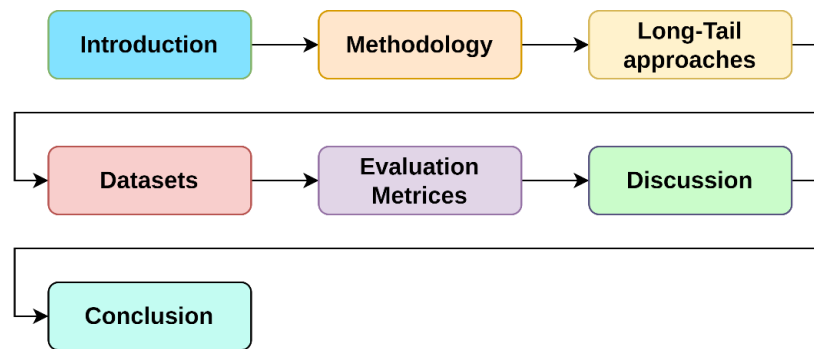 Introduction
Methodology
Long-Tail
approaches
Datasets
Evaluation
Metrices
Discussion
Conclusion